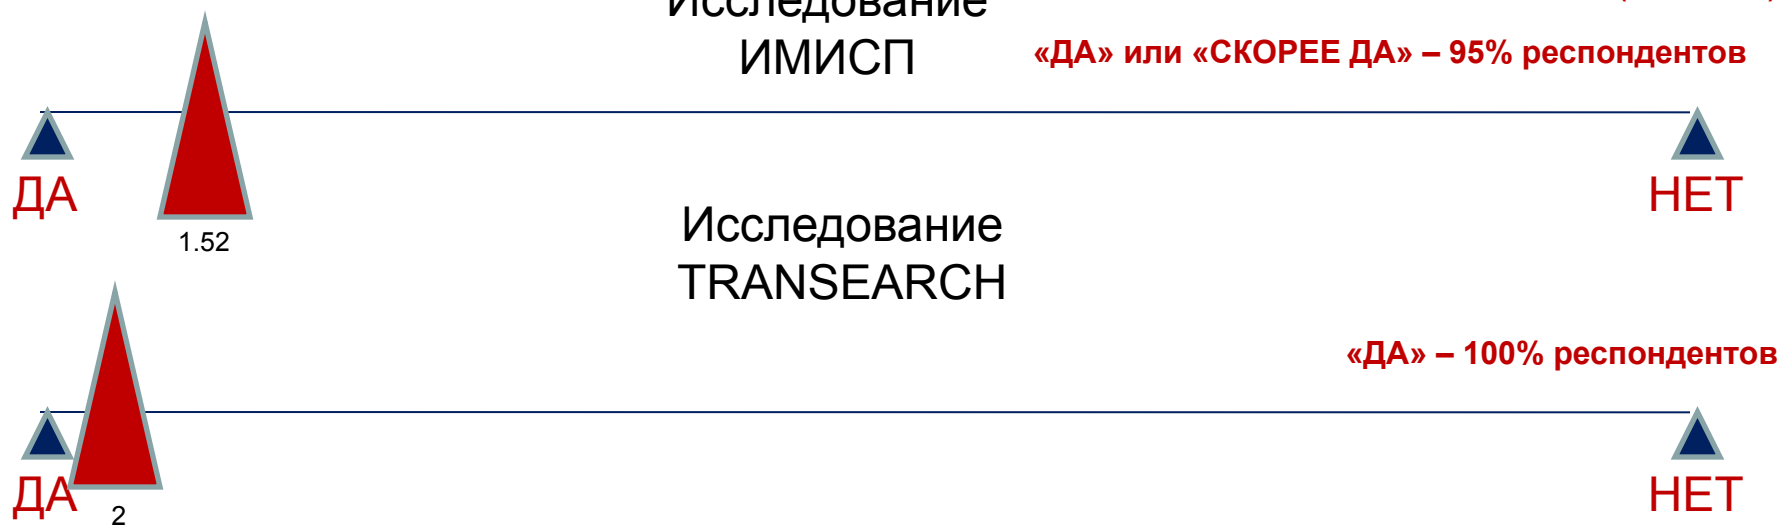 Исследование
ИМИСП
«ДА» или «СКОРЕЕ ДА» – 95% респондентов
ДА
НЕТ
1.52
Исследование
TRANSEARCH
«ДА» – 100% респондентов
ДА
НЕТ
2